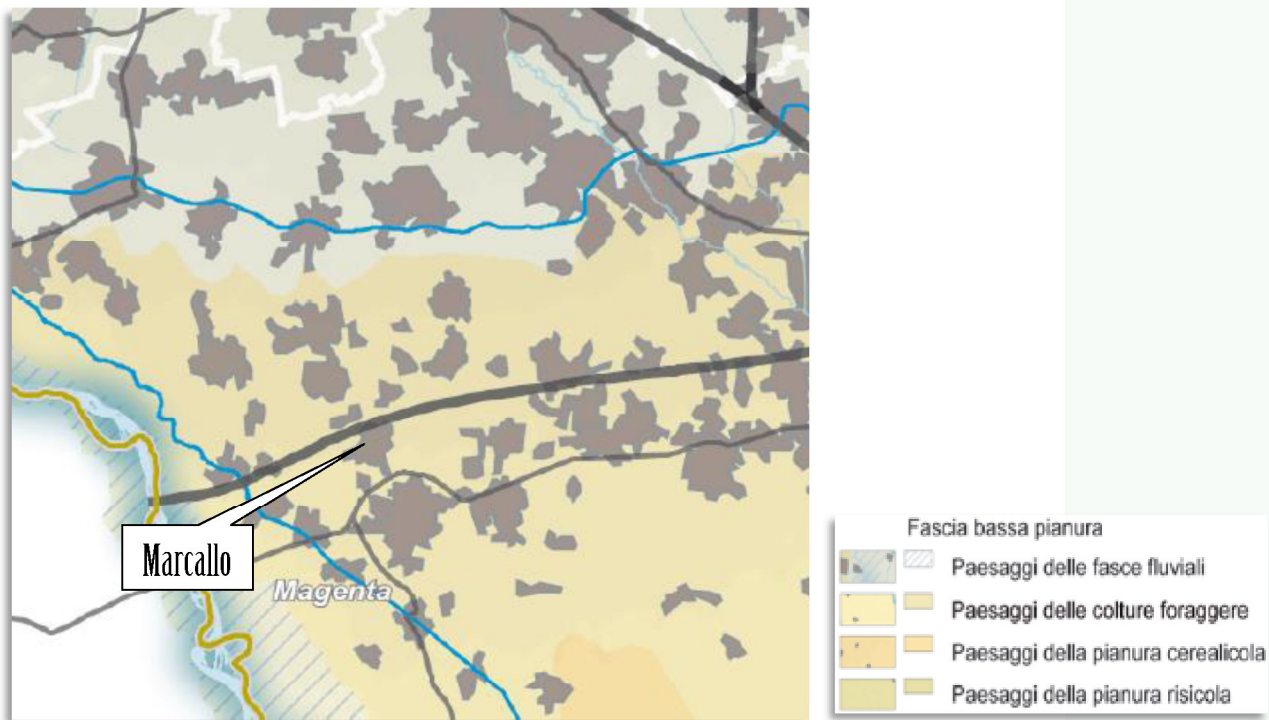 Marcallo
Magenta
Fascia bassa pianura
Paesaggi delle fasce fluviali
Paesaggi delle colture foraggere
Paesaggi della pianura cerealicola
Paesaggi della pianura risicola